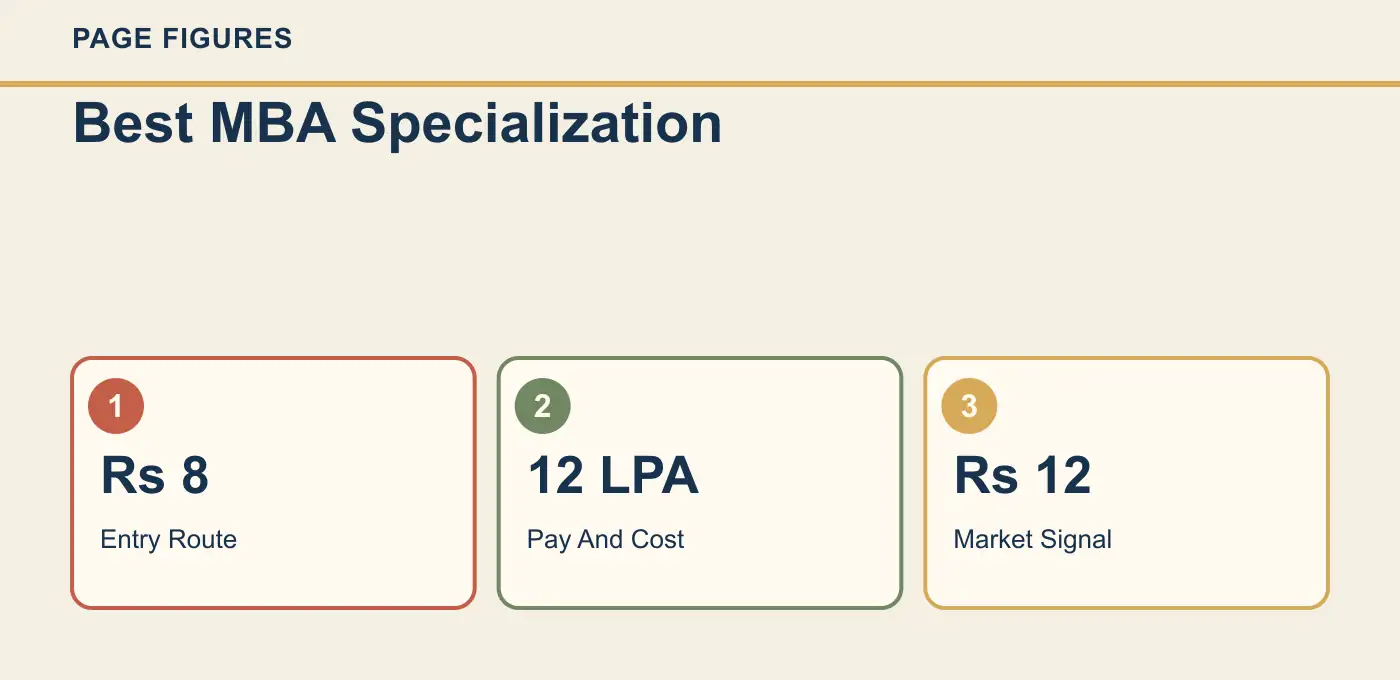 PAGE FIGURES
Best MBA Specialization
1
Rs 8
Entry Route
2
12 LPA
Pay And Cost
3
Rs 12
Market Signal